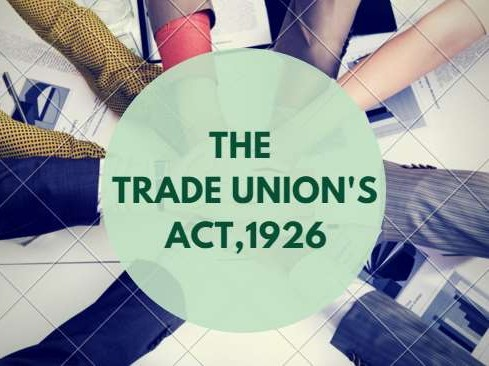 THE
TRADE UNION'S
ACT,1926